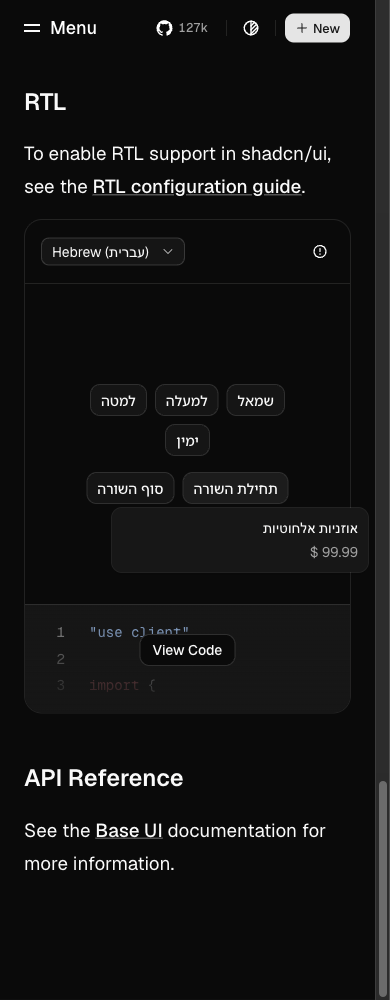 Menu
127k
New
RTL
To enable RTL support in shadcn/ui,
see the RTL configuration guide.
Hebrew (עברית)
שמאל
למעלה
למטה
ימין
תחילת השורה
סוף השורה
אוזניות אלחוטיות
$ 99.99
1 "use client"
View Code
2
3 import {
API Reference
See the Base UI documentation for
more information.